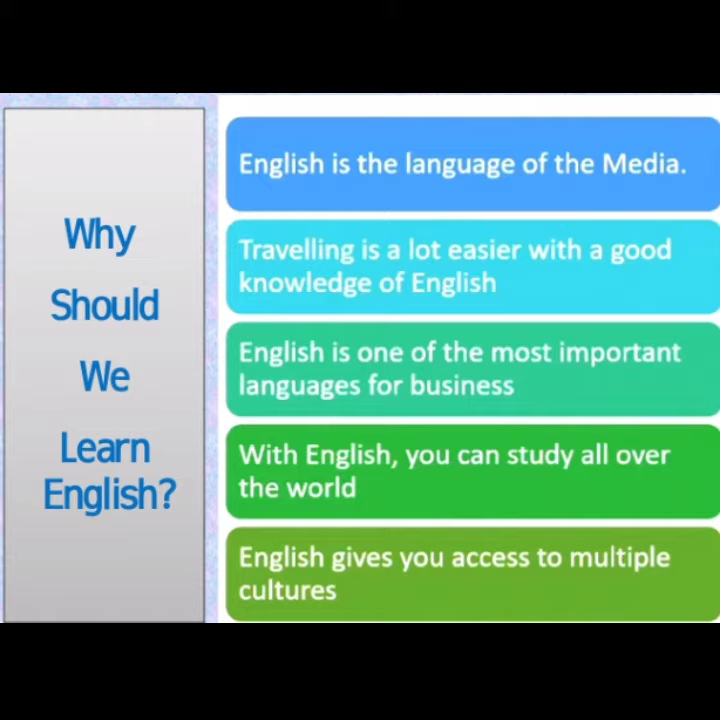 Why
Should
We
Learn
English?
English is the language of the Media.
Travelling is a lot easier with a good
knowledge of English
English is one of the most important
languages for business
With English, you can study all over
the world
English gives you access to multiple
cultures